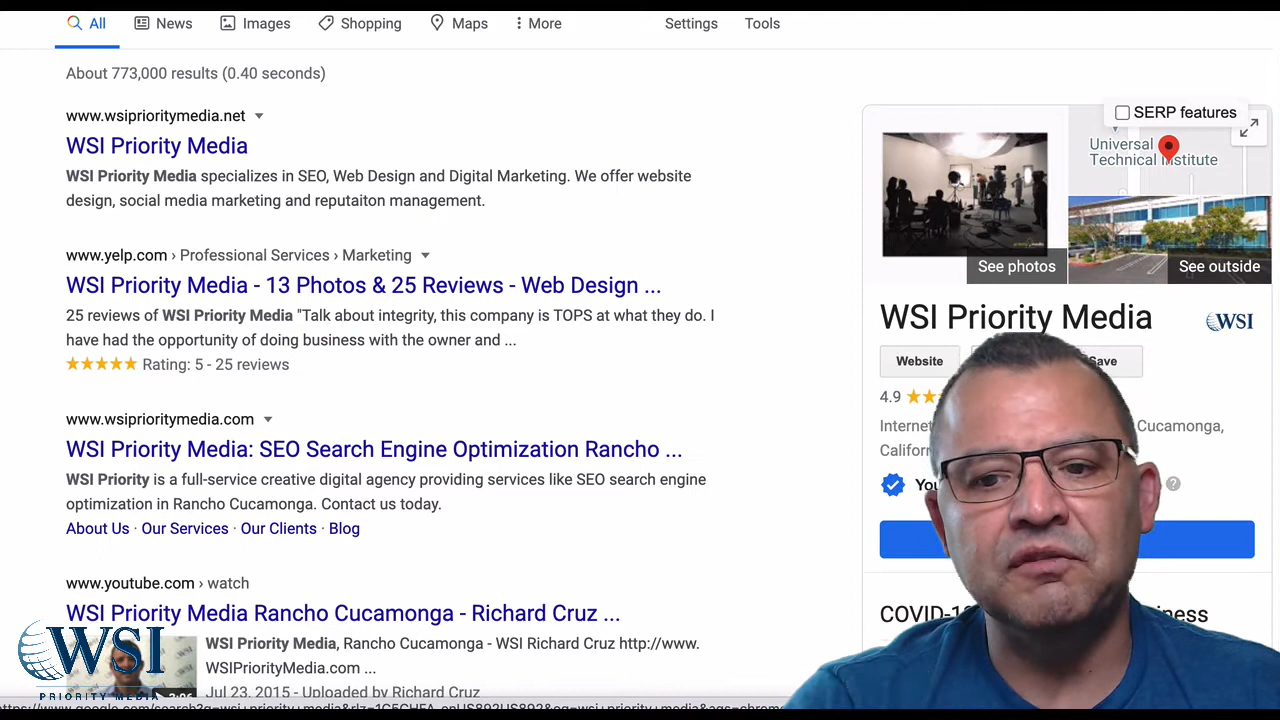 All
News
Images
Shopping
Maps
More
Settings
Tools
About 773,000 results (0.40 seconds)
www.wsiprioritymedia.net
WSI Priority Media
WSI Priority Media specializes in SEO, Web Design and Digital Marketing. We offer website
design, social media marketing and reputaiton management.
www.yelp.com › Professional Services › Marketing
WSI Priority Media - 13 Photos & 25 Reviews - Web Design ...
25 reviews of WSI Priority Media "Talk about integrity, this company is TOPS at what they do. I
have had the opportunity of doing business with the owner and ...
Rating: 5 - 25 reviews
www.wsiprioritymedia.com
WSI Priority Media: SEO Search Engine Optimization Rancho ...
WSI Priority is a full-service creative digital agency providing services like SEO search engine
optimization in Rancho Cucamonga. Contact us today.
About Us · Our Services · Our Clients · Blog
www.youtube.com › watch
WSI Priority Media Rancho Cucamonga - Richard Cruz ...
WSI Priority Media, Rancho Cucamonga - WSI Richard Cruz http://www.
WSIPriorityMedia.com ...
Jul 23, 2015 - Uploaded by Richard Cruz
WSI
PRIORITY MEDIA
SERP features
Universal
Technical Institute
See photos
See outside
WSI Priority Media
WSI
Website
Save
4.9
Cucamonga,